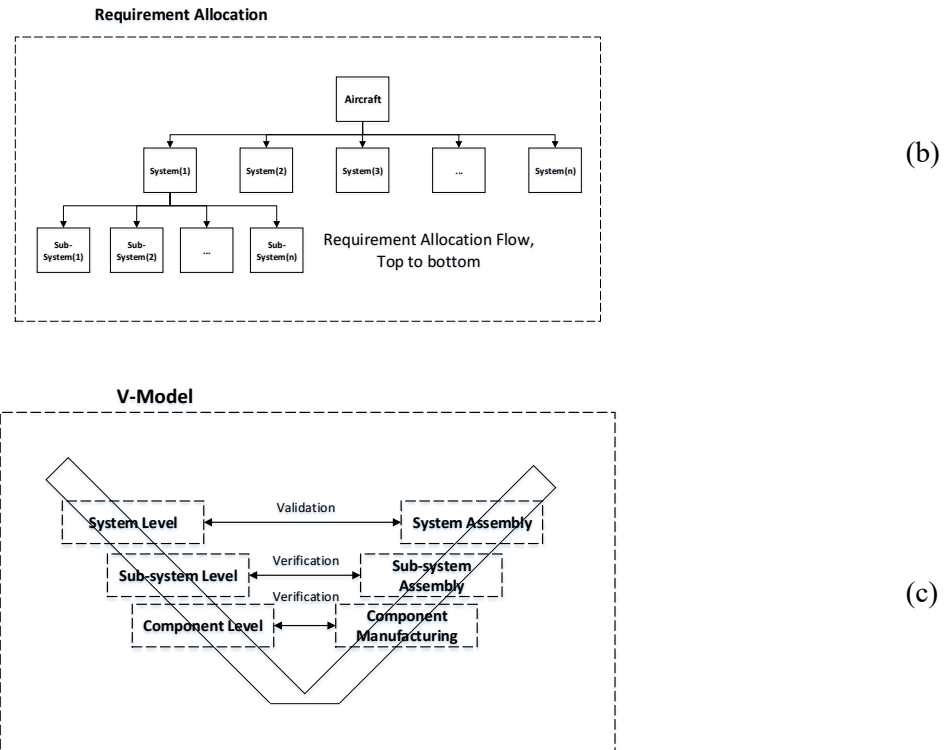 Requirement Allocation
Aircraft
(b)
System(1)
System(2)
System(3)
...
System(n)
Sub-
System(1)
Sub-
System(2)
...
Sub-
System(n)
Requirement Allocation Flow,
Top to bottom
V-Model
Validation
System Level
System Assembly
Verification
Sub-system Level
Sub-system
Assembly
(c)
Verification
Component Level
Component
Manufacturing